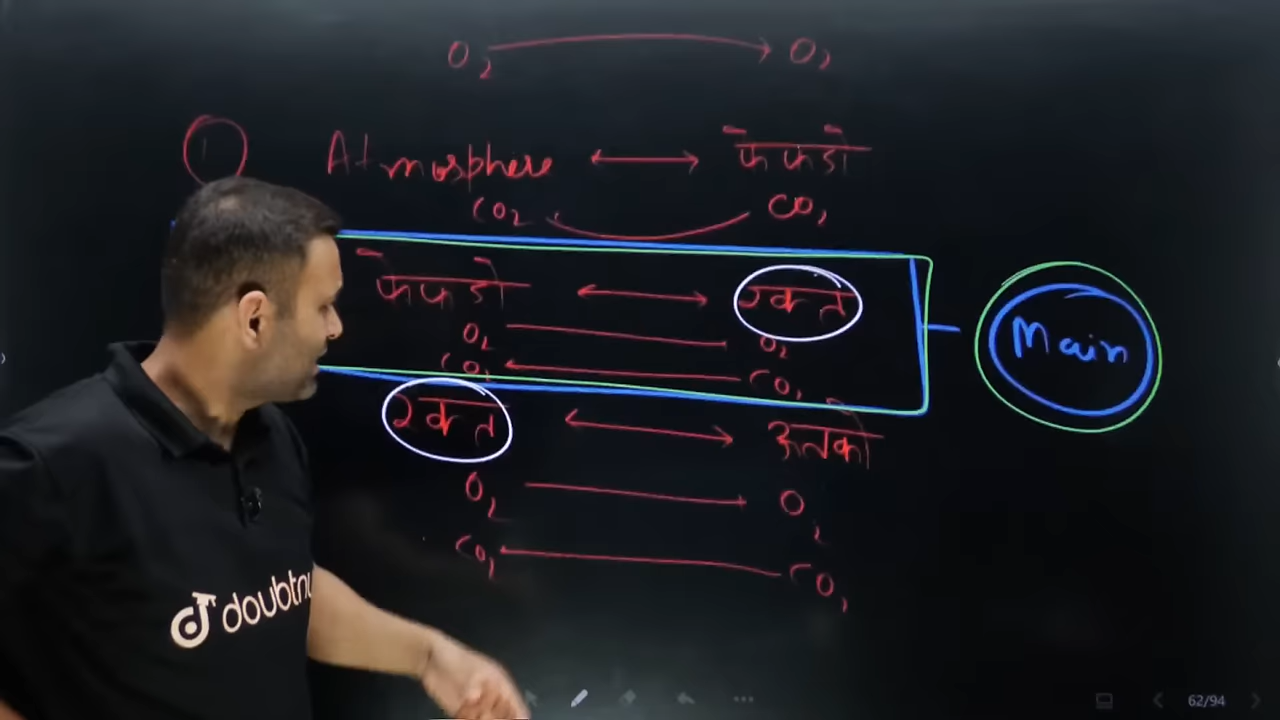 O₂ → O₂
1 Atmosphere ↔ फेफड़ो
CO₂ CO₂
फेफड़ो ↔ रक्त
O₂ O₂
CO₂ ← CO₂
Main
रक्त ↔ ऊतको
O₂ → O₂
CO₂ ← CO₂
doubtnu
62/94